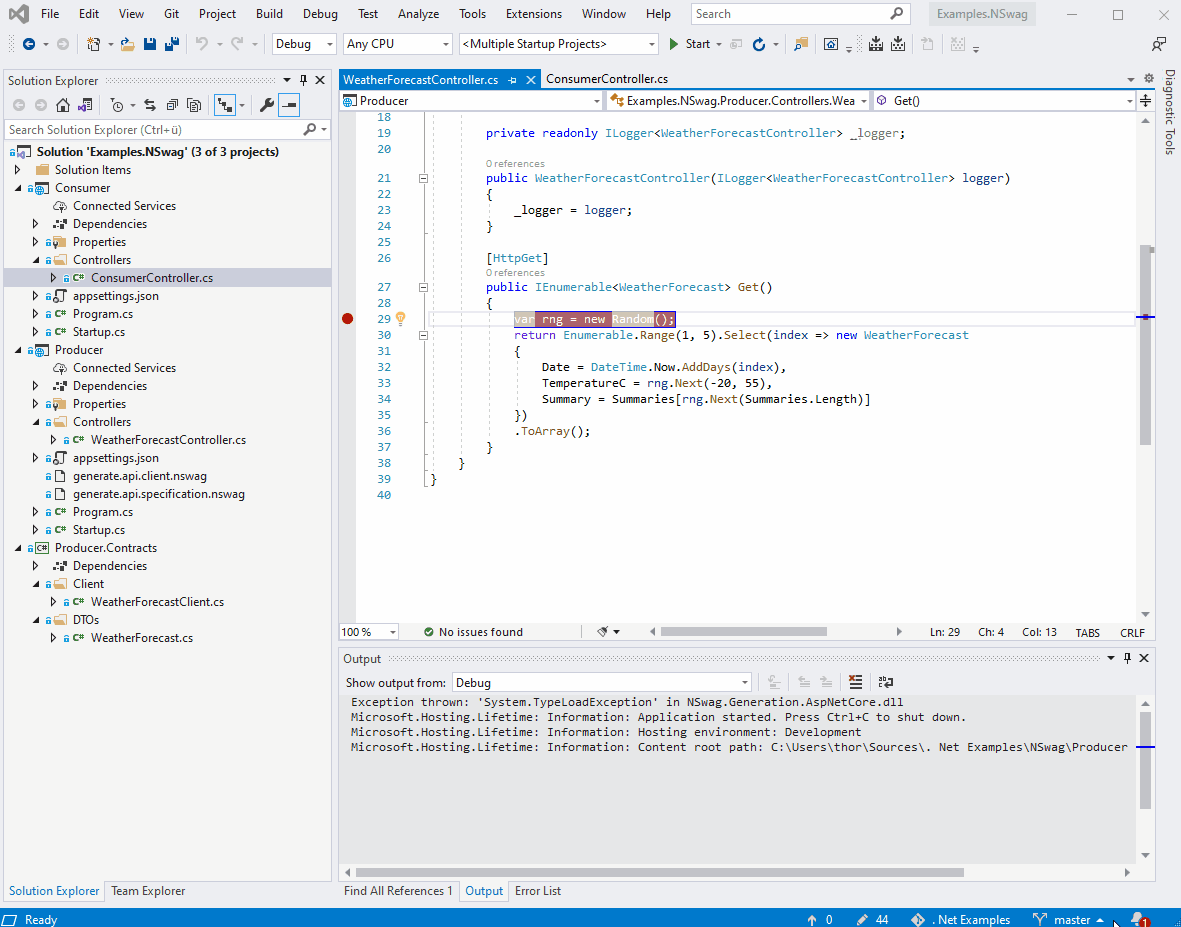 File Edit View Git Project Build Debug Test Analyze Tools Extensions Window Help Search Examples.NSwag
Debug Any CPU <Multiple Startup Projects> Start
Solution Explorer
Search Solution Explorer (Ctrl+ü)
Solution 'Examples.NSwag' (3 of 3 projects)
Solution Items
Consumer
Connected Services
Dependencies
Properties
Controllers
C# ConsumerController.cs
appsettings.json
C# Program.cs
C# Startup.cs
Producer
Connected Services
Dependencies
Properties
Controllers
C# WeatherForecastController.cs
appsettings.json
generate.api.client.nswag
generate.api.specification.nswag
C# Program.cs
C# Startup.cs
C# Producer.Contracts
Dependencies
Client
C# WeatherForecastClient.cs
DTOs
C# WeatherForecast.cs
Solution Explorer Team Explorer
WeatherForecastController.cs ConsumerController.cs
Producer Examples.NSwag.Producer.Controllers.Wea Get()
18
19 private readonly ILogger<WeatherForecastController> _logger;
20
0 references
21 public WeatherForecastController(ILogger<WeatherForecastController> logger)
22 {
23 _logger = logger;
24 }
25
26 [HttpGet]
0 references
27 public IEnumerable<WeatherForecast> Get()
28 {
29 var rng = new Random();
30 return Enumerable.Range(1, 5).Select(index => new WeatherForecast
31 {
32 Date = DateTime.Now.AddDays(index),
33 TemperatureC = rng.Next(-20, 55),
34 Summary = Summaries[rng.Next(Summaries.Length)]
35 })
36 .ToArray();
37 }
38 }
39 }
40
100 % No issues found Ln: 29 Ch: 4 Col: 13 TABS CRLF
Output
Show output from: Debug
Exception thrown: 'System.TypeLoadException' in NSwag.Generation.AspNetCore.dll
Microsoft.Hosting.Lifetime: Information: Application started. Press Ctrl+C to shut down.
Microsoft.Hosting.Lifetime: Information: Hosting environment: Development
Microsoft.Hosting.Lifetime: Information: Content root path: C:\Users\thor\Sources\. Net Examples\NSwag\Producer
Find All References 1 Output Error List
Diagnostic Tools
Ready 0 44 . Net Examples master 1